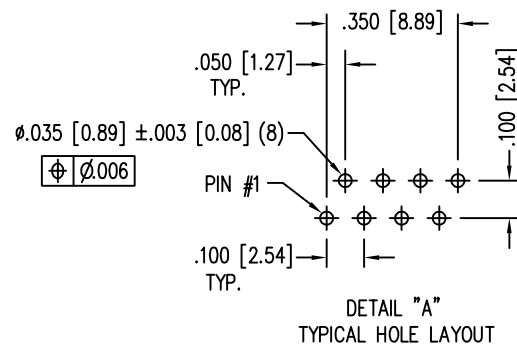 .350 [8.89]
.050 [1.27]
TYP.
.100 [2.54]
ø.035 [0.89] ±.003 [0.08] (8)
⌖ Ø.006
PIN #1
.100 [2.54]
TYP.
DETAIL "A"
TYPICAL HOLE LAYOUT